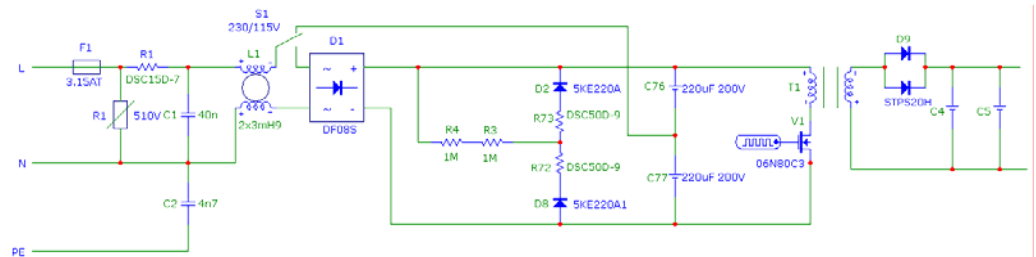 S1
230/115V
F1
R1
L1
D1
D9
L
3.15AT
DSC15D-7
~ +
D2
5KE220A
C76
220uF 200V
T1
STPS20H
R1
510V
C1
40n
~ -
R73
DSC50D-9
V1
C4
C5
2x3mH9
DF08S
R4
R3
N
1M
1M
R72
DSC50D-9
C77
220uF 200V
06N80C3
C2
4n7
D8
5KE220A1
PE